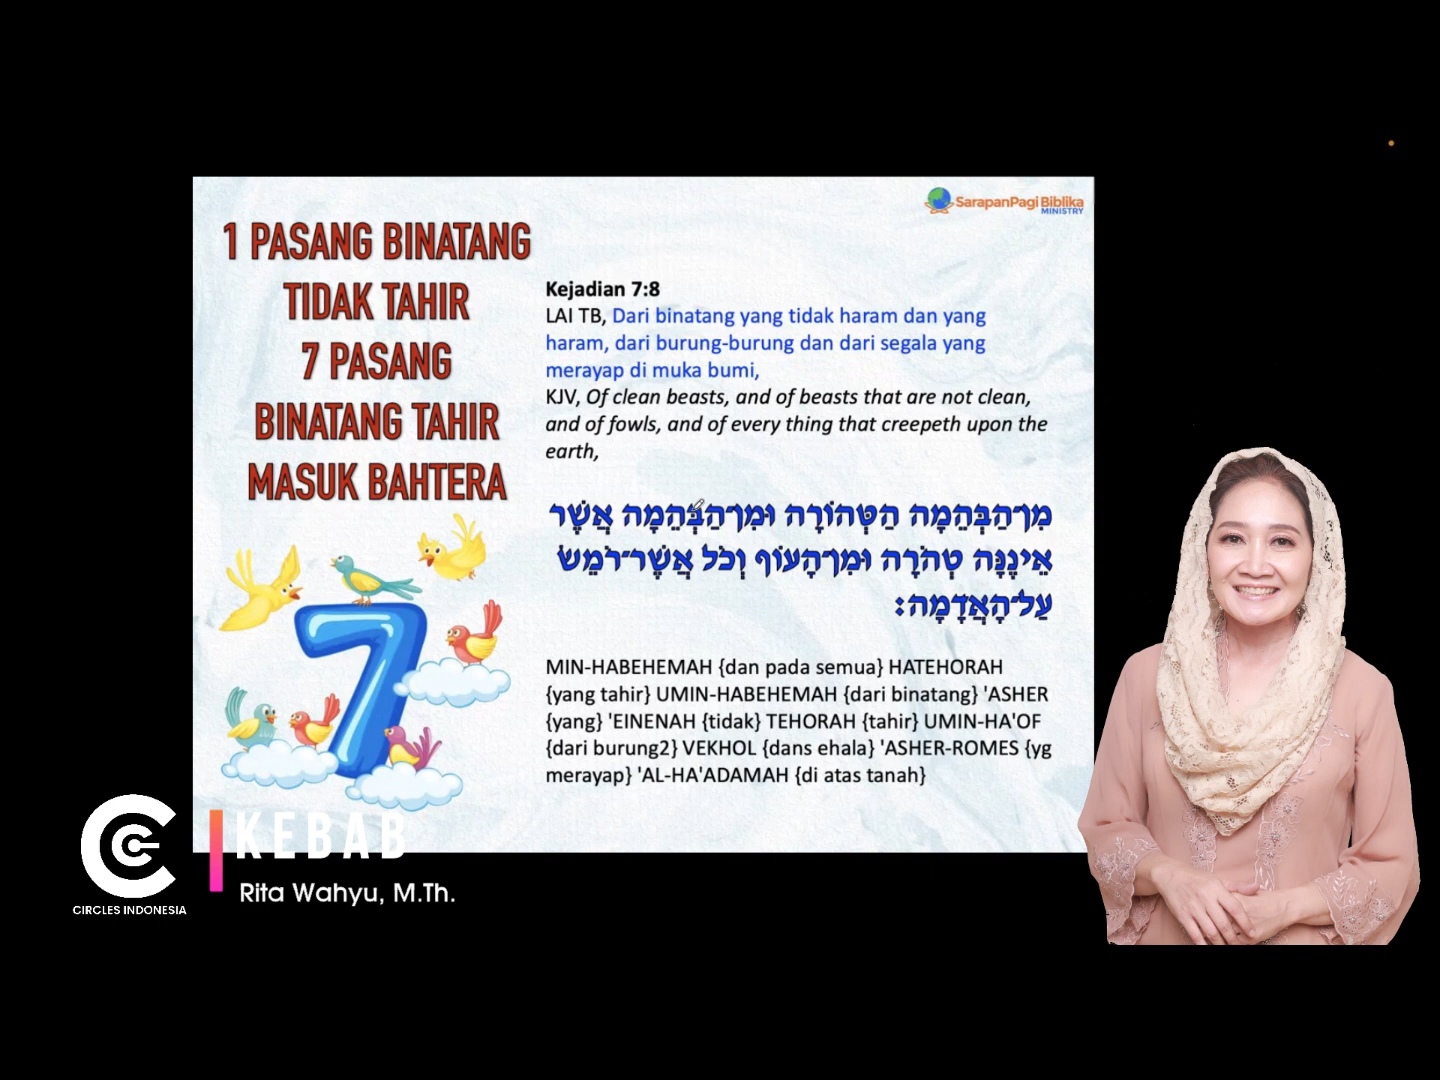 SarapanPagi Biblika
MINISTRY
1 PASANG BINATANG
TIDAK TAHIR
7 PASANG
BINATANG TAHIR
MASUK BAHTERA
7
Kejadian 7:8
LAI TB, Dari binatang yang tidak haram dan yang
haram, dari burung-burung dan dari segala yang
merayap di muka bumi,
KJV, Of clean beasts, and of beasts that are not clean,
and of fowls, and of every thing that creepeth upon the
earth,
מִן־הַבְּהֵמָה הַטְּהוֹרָה וּמִן־הַבְּהֵמָה אֲשֶׁר
אֵינֶנָּה טְהֹרָה וּמִן־הָעוֹף וְכֹל אֲשֶׁר־רֹמֵשׂ
עַל־הָאֲדָמָה׃
MIN-HABEHEMAH {dan pada semua} HATEHORAH
{yang tahir} UMIN-HABEHEMAH {dari binatang} 'ASHER
{yang} 'EINENAH {tidak} TEHORAH {tahir} UMIN-HA'OF
{dari burung2} VEKHOL {dans ehala} 'ASHER-ROMES {yg
merayap} 'AL-HA'ADAMAH {di atas tanah}
CIRCLES INDONESIA
KEBAB
Rita Wahyu, M.Th.